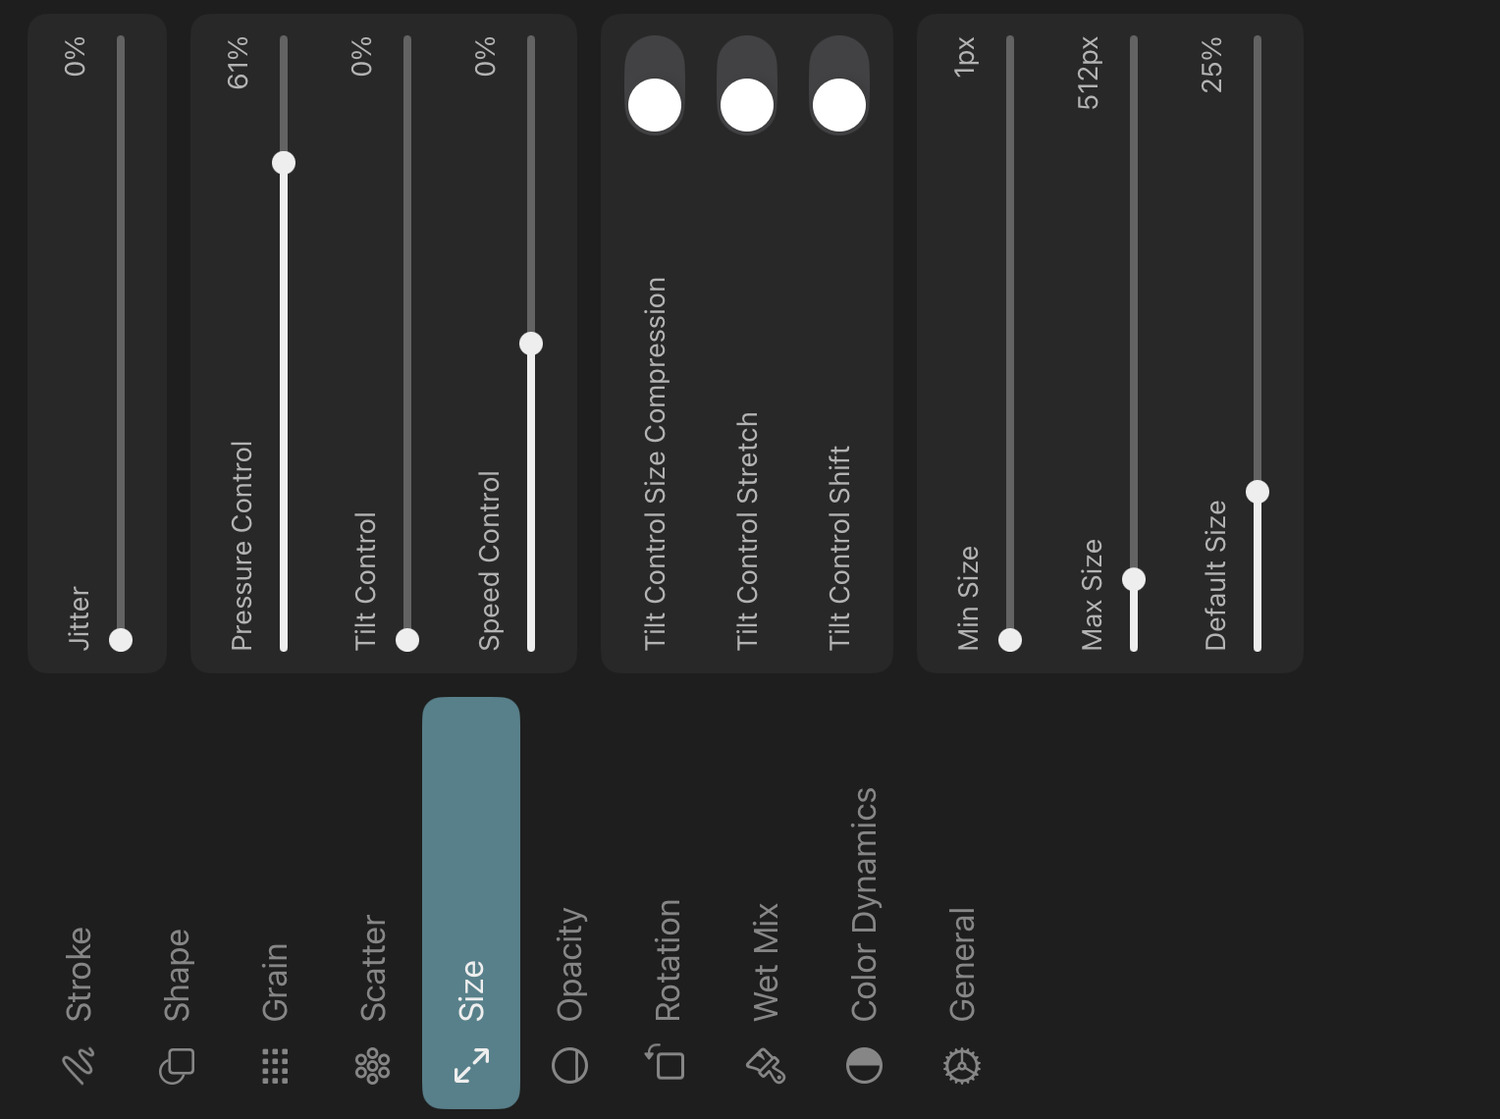 Stroke
Shape
Grain
Scatter
Size
Opacity
Rotation
Wet Mix
Color Dynamics
General
Jitter 0%
Pressure Control 61%
Tilt Control 0%
Speed Control 0%
Tilt Control Size Compression
Tilt Control Stretch
Tilt Control Shift
Min Size 1px
Max Size 512px
Default Size 25%